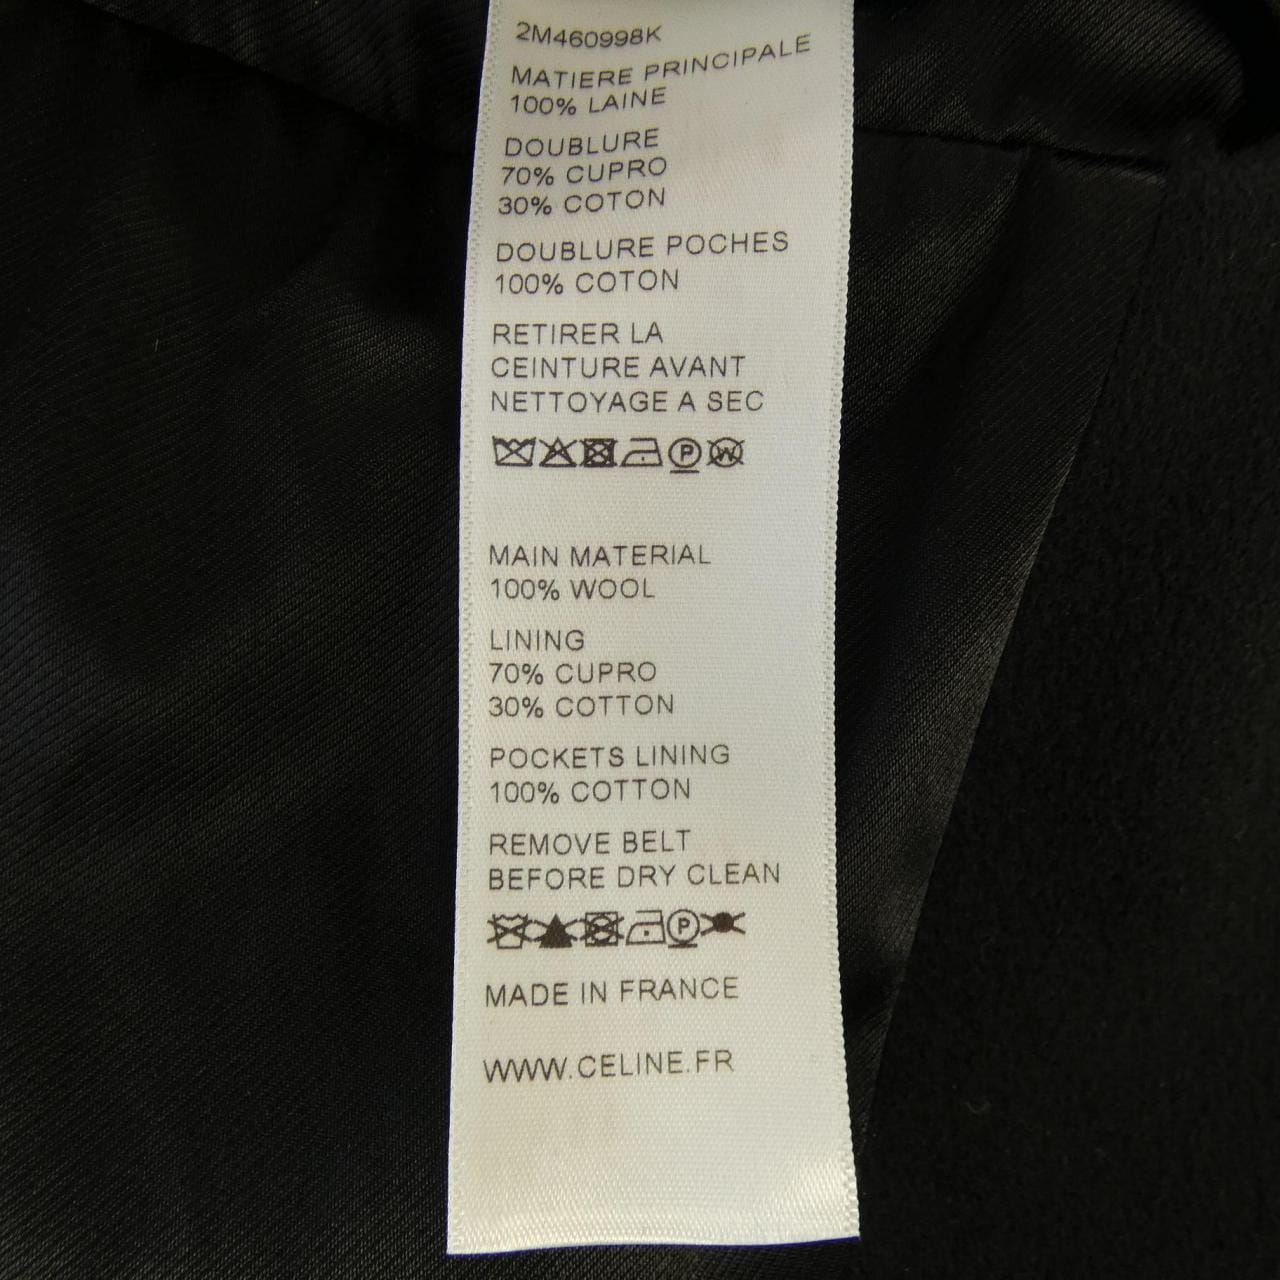 2M460998K
MATIERE PRINCIPALE
100% LAINE
DOUBLURE
70% CUPRO
30% COTON
DOUBLURE POCHES
100% COTON
RETIRER LA
CEINTURE AVANT
NETTOYAGE A SEC
P W
MAIN MATERIAL
100% WOOL
LINING
70% CUPRO
30% COTTON
POCKETS LINING
100% COTTON
REMOVE BELT
BEFORE DRY CLEAN
P
MADE IN FRANCE
WWW.CELINE.FR